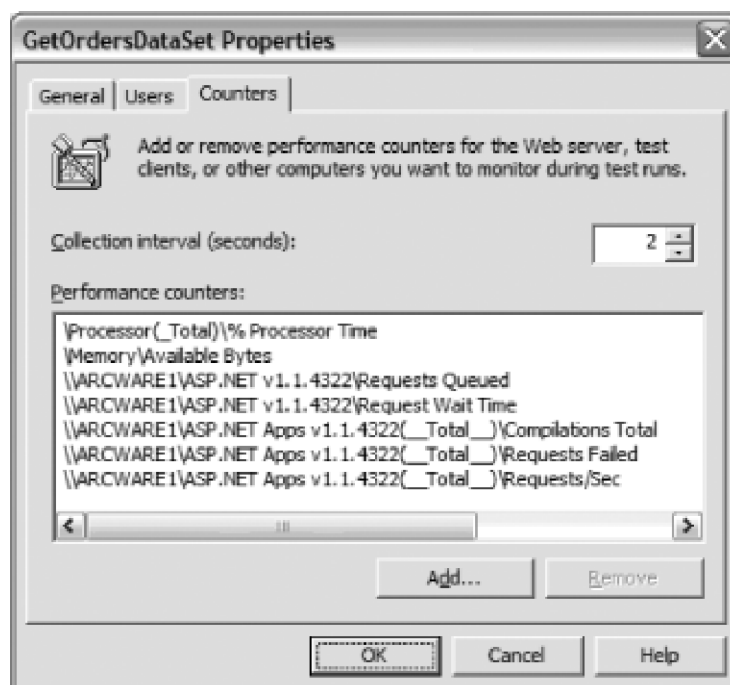 GetOrdersDataSet Properties
General Users Counters
Add or remove performance counters for the Web server, test
clients, or other computers you want to monitor during test runs.
Collection interval (seconds): 2
Performance counters:
\Processor(_Total)\% Processor Time
\Memory\Available Bytes
\\ARCWARE1\ASP.NET v1.1.4322\Requests Queued
\\ARCWARE1\ASP.NET v1.1.4322\Request Wait Time
\\ARCWARE1\ASP.NET Apps v1.1.4322(__Total__)\Compilations Total
\\ARCWARE1\ASP.NET Apps v1.1.4322(__Total__)\Requests Failed
\\ARCWARE1\ASP.NET Apps v1.1.4322(__Total__)\Requests/Sec
Add... Remove
OK Cancel Help